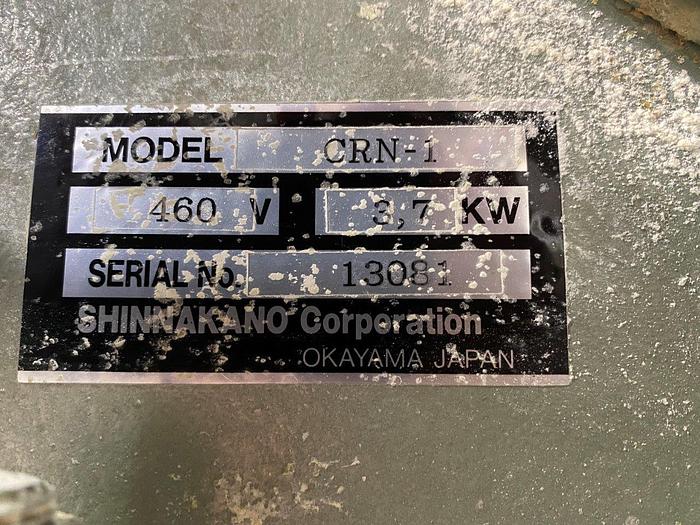 MODEL CRN-1
460 V 3,7 KW
SERIAL No. 13081
SHINNAKANO Corporation
OKAYAMA JAPAN